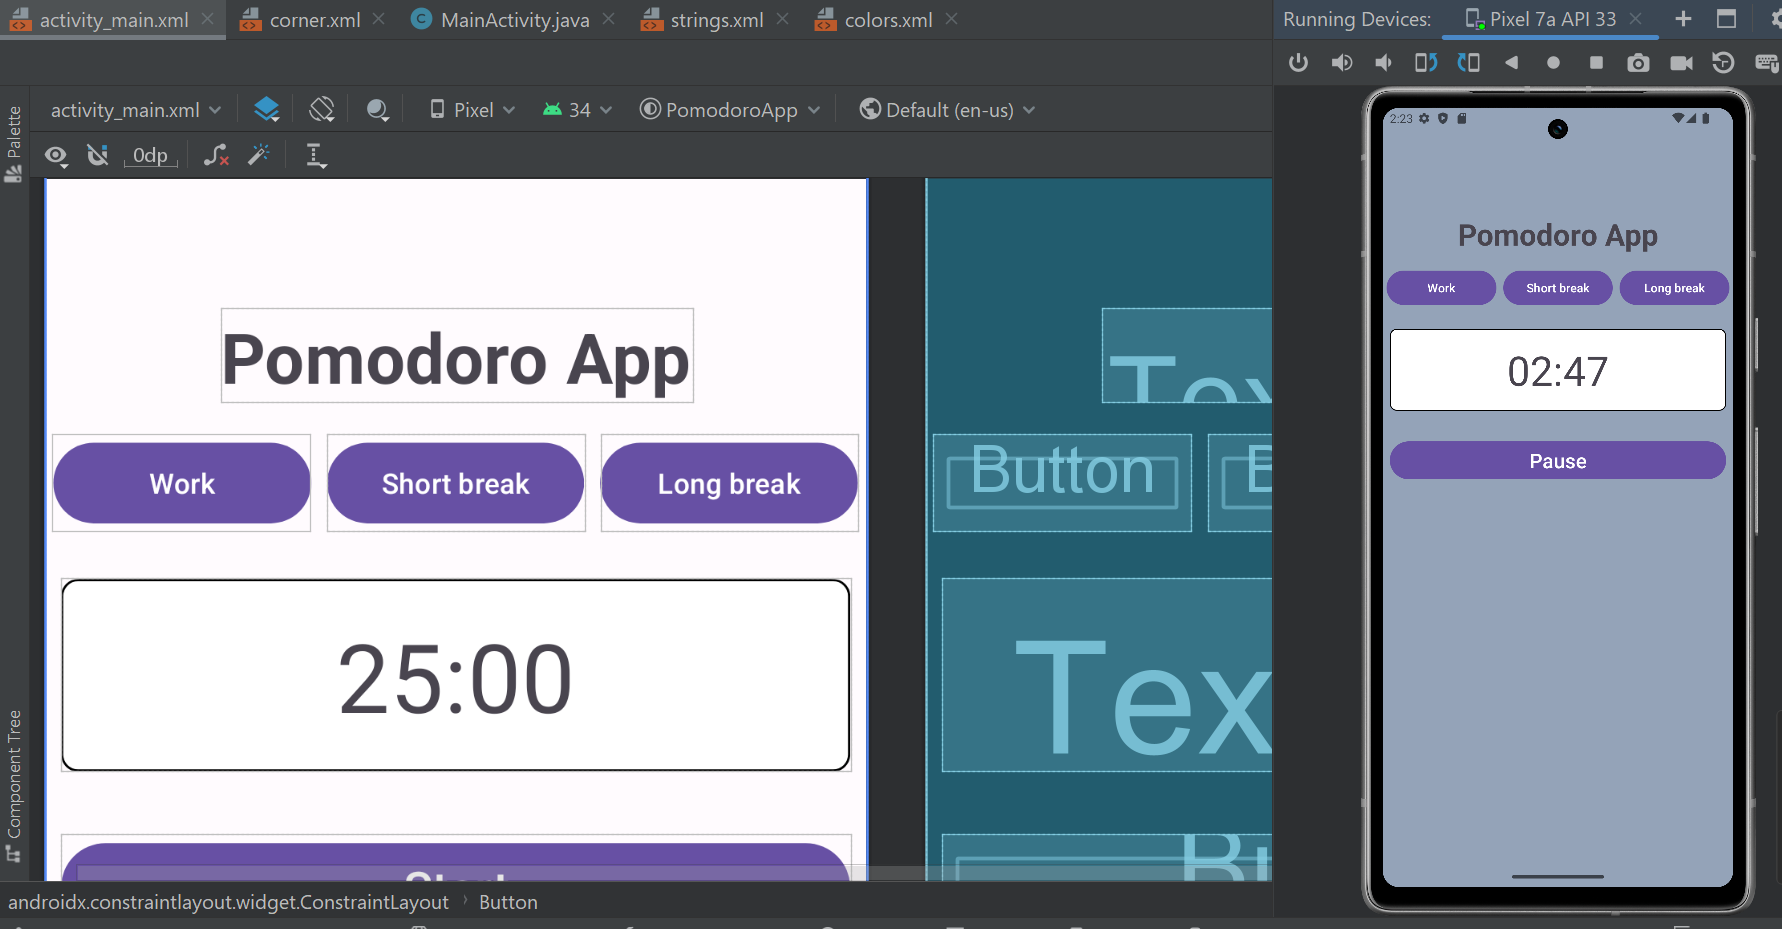 activity_main.xml corner.xml MainActivity.java strings.xml colors.xml
Running Devices: Pixel 7a API 33
activity_main.xml Pixel 34 PomodoroApp Default (en-us)
0dp
Palette
Component Tree
Pomodoro App
Work Short break Long break
25:00
Start
Tex
Button B
Tex
Bu
2:23
Pomodoro App
Work Short break Long break
02:47
Pause
androidx.constraintlayout.widget.ConstraintLayout Button